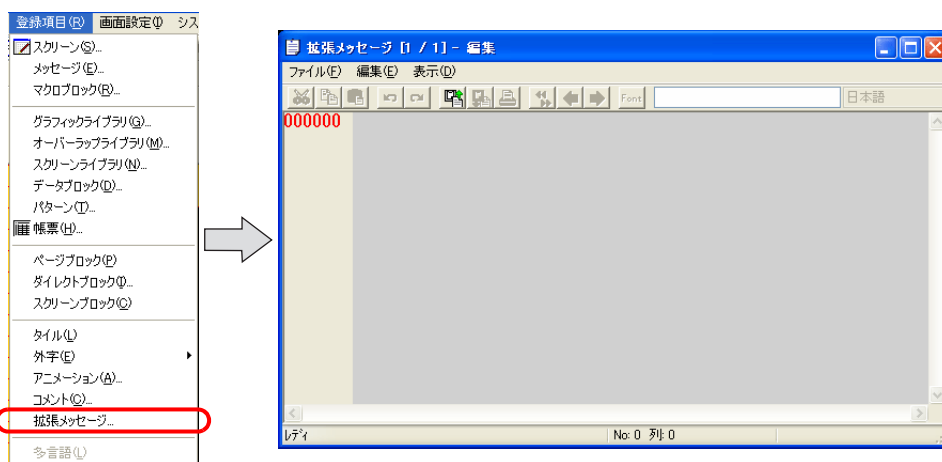 登録項目(R) 画面設定(I) シス
スクリーン(S)...
メッセージ(E)...
マクロブロック(R)...
グラフィックライブラリ(G)...
オーバーラップライブラリ(M)...
スクリーンライブラリ(N)...
データブロック(D)...
パターン(T)...
帳票(H)...
ページブロック(P)
ダイレクトブロック(I)...
スクリーンブロック(C)
タイル(L)
外字(E)
アニメーション(A)...
コメント(C)...
拡張メッセージ...
多言語(L)
拡張メッセージ [1 / 1] - 編集
ファイル(F) 編集(E) 表示(D)
Font 日本語
000000
レディ No: 0 列: 0